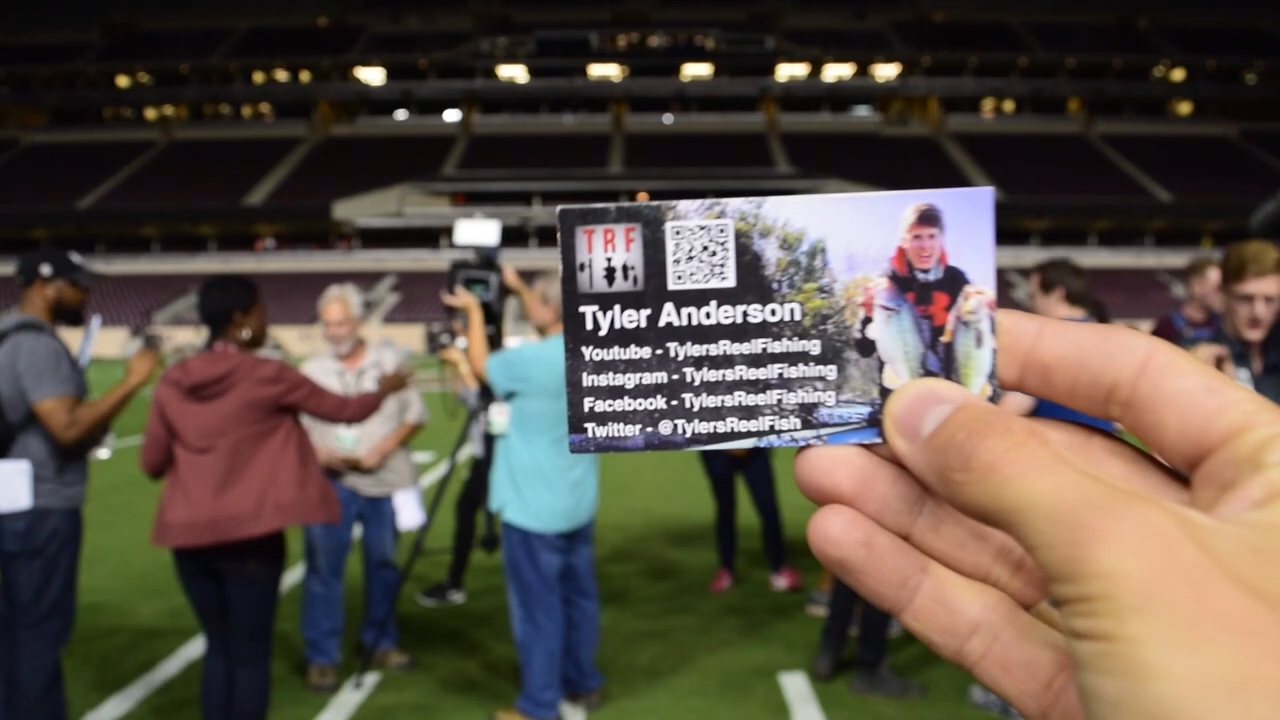 TRF
Tyler Anderson
Youtube - TylersReelFishing
Instagram - TylersReelFishing
Facebook - TylersReelFishing
Twitter - @TylersReelFish